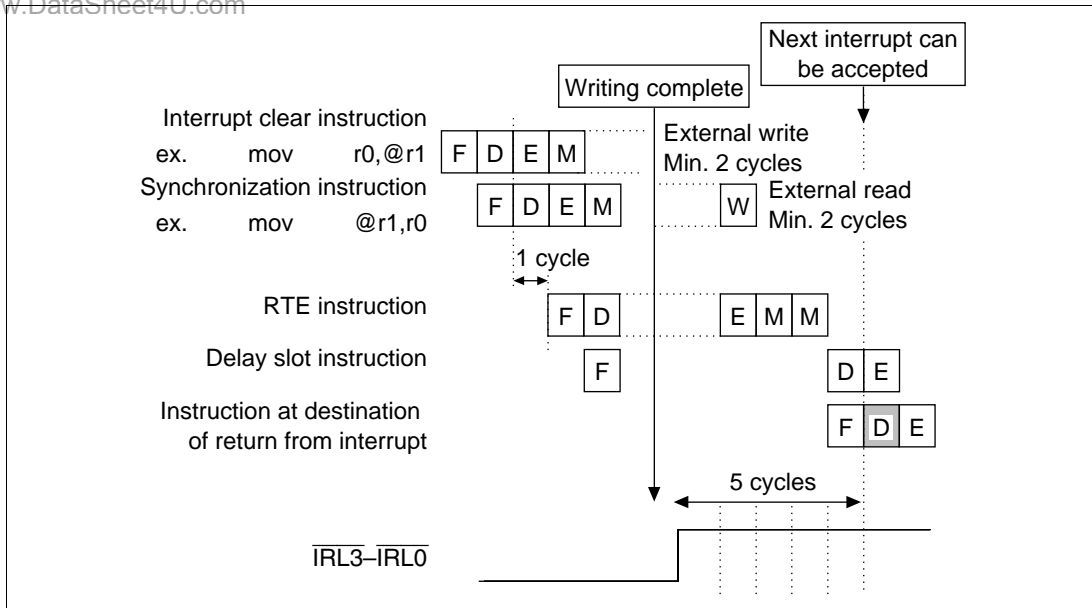 w.DataSheet4U.com
Next interrupt can
be accepted
Writing complete
Interrupt clear instruction
ex. mov r0,@r1
F D E M
External write
Min. 2 cycles
Synchronization instruction
ex. mov @r1,r0
F D E M
W
External read
Min. 2 cycles
1 cycle
RTE instruction
F D
E M M
Delay slot instruction
F
D E
Instruction at destination
of return from interrupt
F D E
5 cycles
IRL3–IRL0